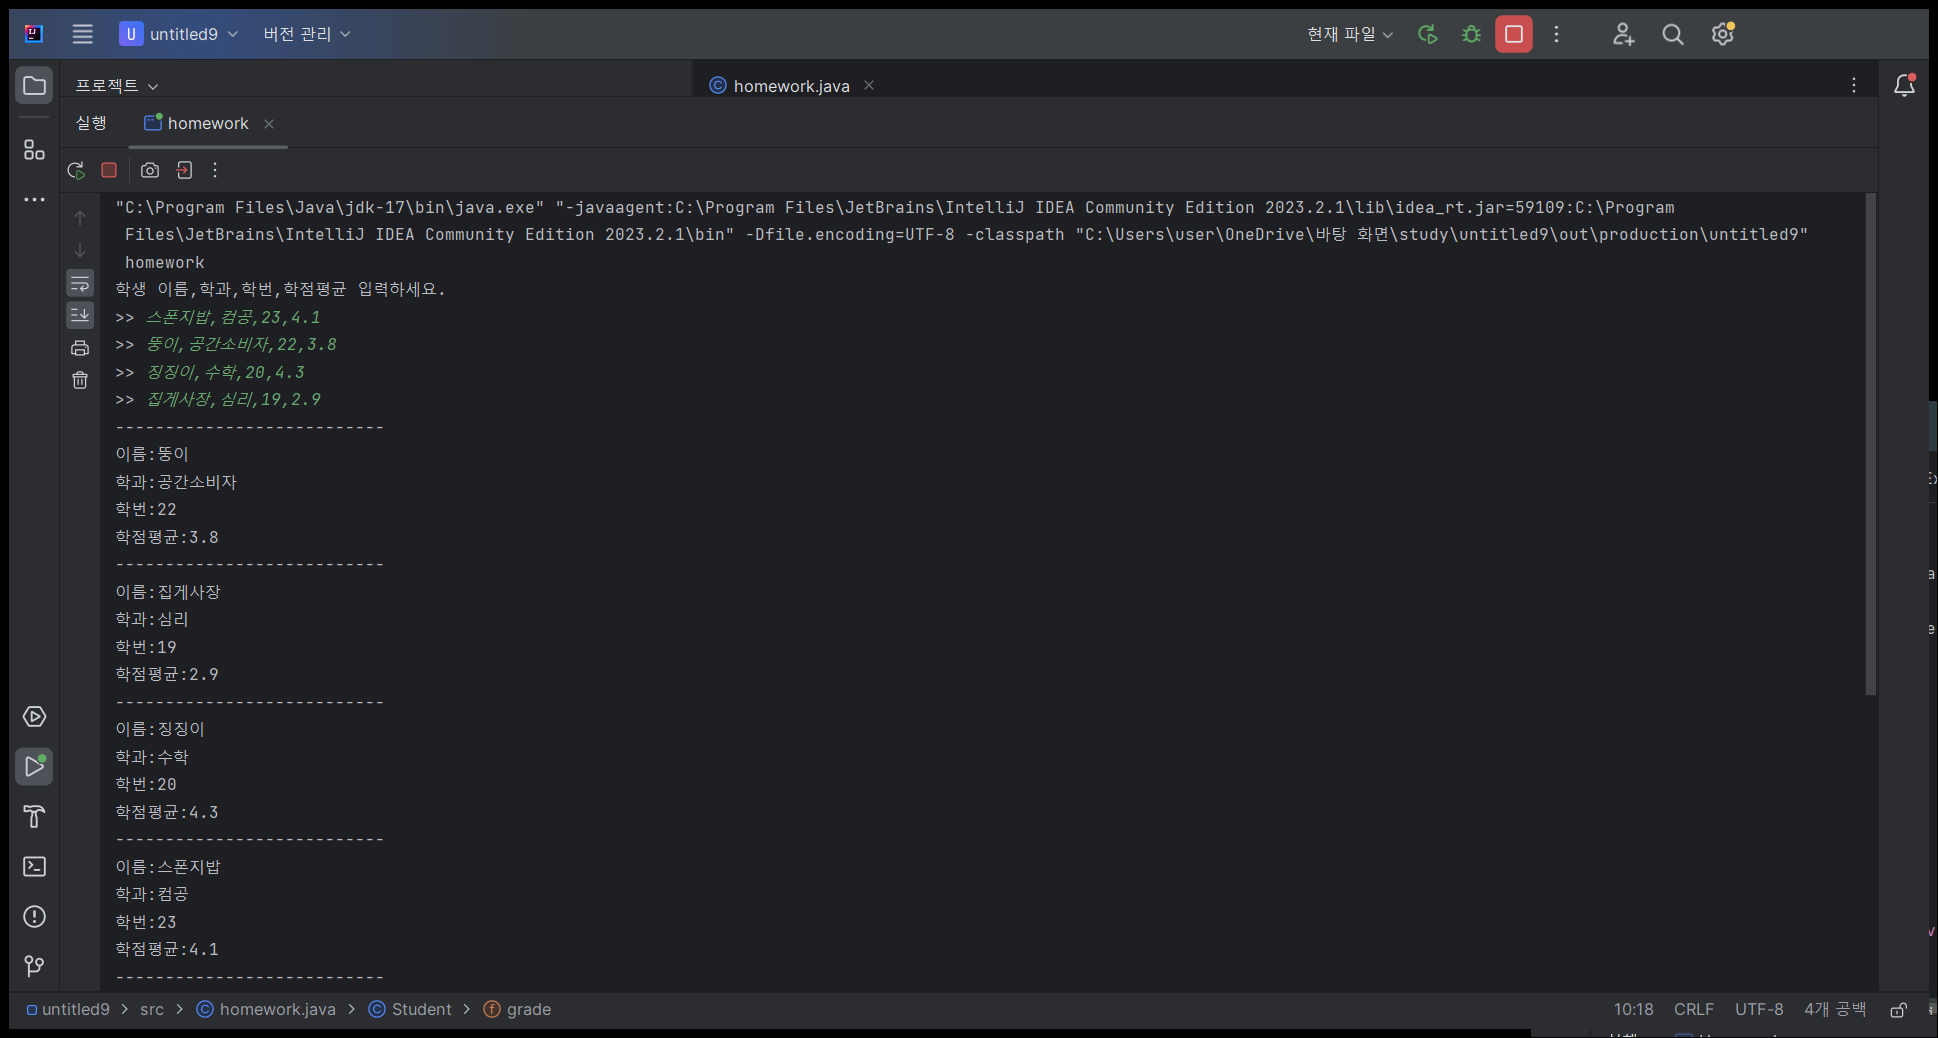 U untitled9 버전 관리 현재 파일
프로젝트 homework.java
실행 homework
"C:\Program Files\Java\jdk-17\bin\java.exe" "-javaagent:C:\Program Files\JetBrains\IntelliJ IDEA Community Edition 2023.2.1\lib\idea_rt.jar=59109:C:\Program
Files\JetBrains\IntelliJ IDEA Community Edition 2023.2.1\bin" -Dfile.encoding=UTF-8 -classpath "C:\Users\user\OneDrive\바탕 화면\study\untitled9\out\production\untitled9"
homework
학생 이름,학과,학번,학점평균 입력하세요.
>> 스폰지밥,컴공,23,4.1
>> 뚱이,공간소비자,22,3.8
>> 징징이,수학,20,4.3
>> 집게사장,심리,19,2.9
---------------------------
이름:뚱이
학과:공간소비자
학번:22
학점평균:3.8
---------------------------
이름:집게사장
학과:심리
학번:19
학점평균:2.9
---------------------------
이름:징징이
학과:수학
학번:20
학점평균:4.3
---------------------------
이름:스폰지밥
학과:컴공
학번:23
학점평균:4.1
---------------------------
untitled9 > src > homework.java > Student > grade 10:18 CRLF UTF-8 4개 공백